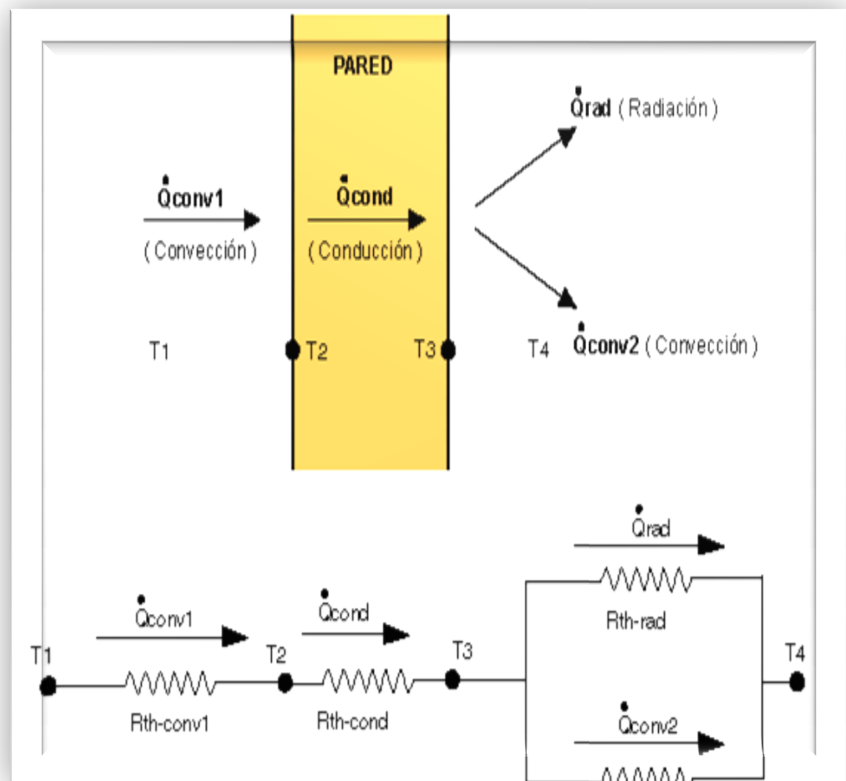 PARED
Q̇rad ( Radiación )
Q̇conv1
Q̇cond
( Convección )
( Conducción )
T1
T2
T3
T4
Q̇conv2 ( Convección )
Q̇rad
Rth-rad
Q̇conv1
Q̇cond
T1
T2
T3
T4
Rth-conv1
Rth-cond
Q̇conv2